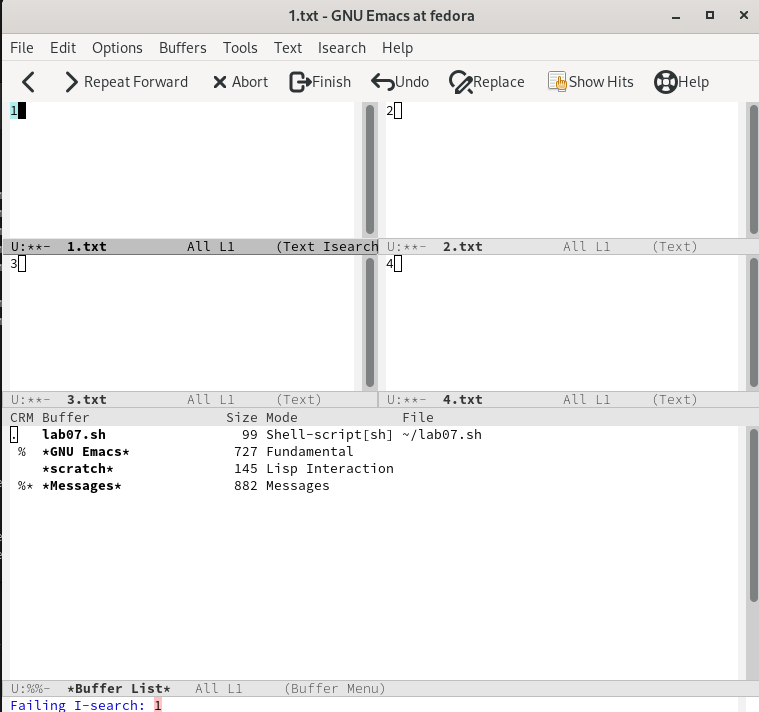 1.txt - GNU Emacs at fedora
File Edit Options Buffers Tools Text Isearch Help
Repeat Forward Abort Finish Undo Replace Show Hits Help
1 2
U:**- 1.txt All L1 (Text Isearch U:**- 2.txt All L1 (Text)
3 4
U:**- 3.txt All L1 (Text) U:**- 4.txt All L1 (Text)
CRM Buffer Size Mode File
. lab07.sh 99 Shell-script[sh] ~/lab07.sh
% *GNU Emacs* 727 Fundamental
*scratch* 145 Lisp Interaction
%* *Messages* 882 Messages
U:%%- *Buffer List* All L1 (Buffer Menu)
Failing I-search: 1